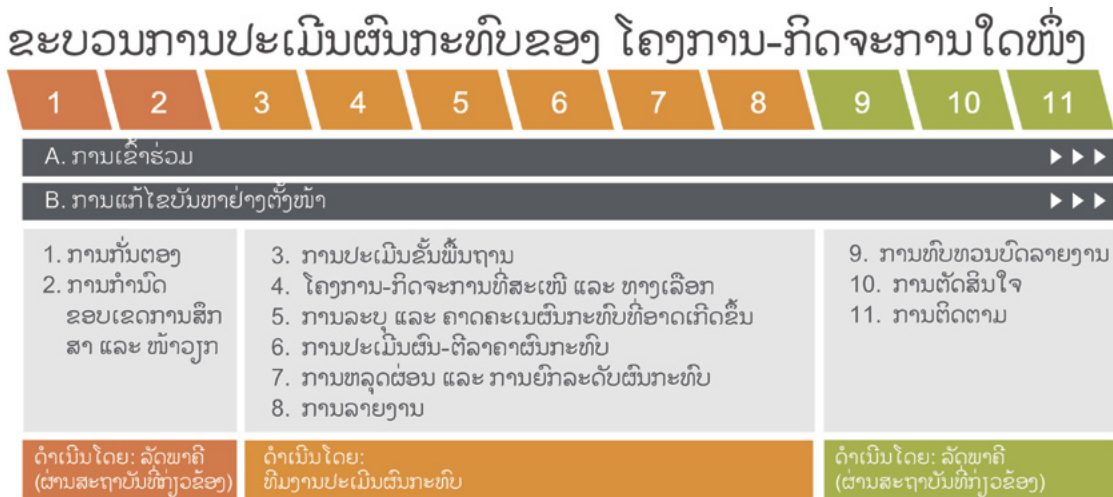 ຂະບວນການປະເມີນຜົນກະທົບຂອງ ໂຄງການ-ກິດຈະການໃດໜຶ່ງ
1 2 3 4 5 6 7 8 9 10 11
A. ການເຂົ້າຮ່ວມ
B. ການແກ້ໄຂບັນຫາຢ່າງຕັ້ງໜ້າ
1. ການກັ່ນຕອງ
2. ການກຳນົດ
ຂອບເຂດການສຶກ
ສາ ແລະ ໜ້າວຽກ
3. ການປະເມີນຂັ້ນພື້ນຖານ
4. ໂຄງການ-ກິດຈະການທີ່ສະເໜີ ແລະ ທາງເລືອກ
5. ການລະບຸ ແລະ ຄາດຄະເນຜົນກະທົບທີ່ອາດເກີດຂຶ້ນ
6. ການປະເມີນຜົນ-ຕີລາຄາຜົນກະທົບ
7. ການຫລຸດຜ່ອນ ແລະ ການຍົກລະດັບຜົນກະທົບ
8. ການລາຍງານ
9. ການທົບທວນບົດລາຍງານ
10. ການຕັດສິນໃຈ
11. ການຕິດຕາມ
ດຳເນີນໂດຍ: ລັດພາຄີ
(ຜ່ານສະຖາບັນທີ່ກ່ຽວຂ້ອງ)
ດຳເນີນໂດຍ:
ທີມງານປະເມີນຜົນກະທົບ
ດຳເນີນໂດຍ: ລັດພາຄີ
(ຜ່ານສະຖາບັນທີ່ກ່ຽວຂ້ອງ)